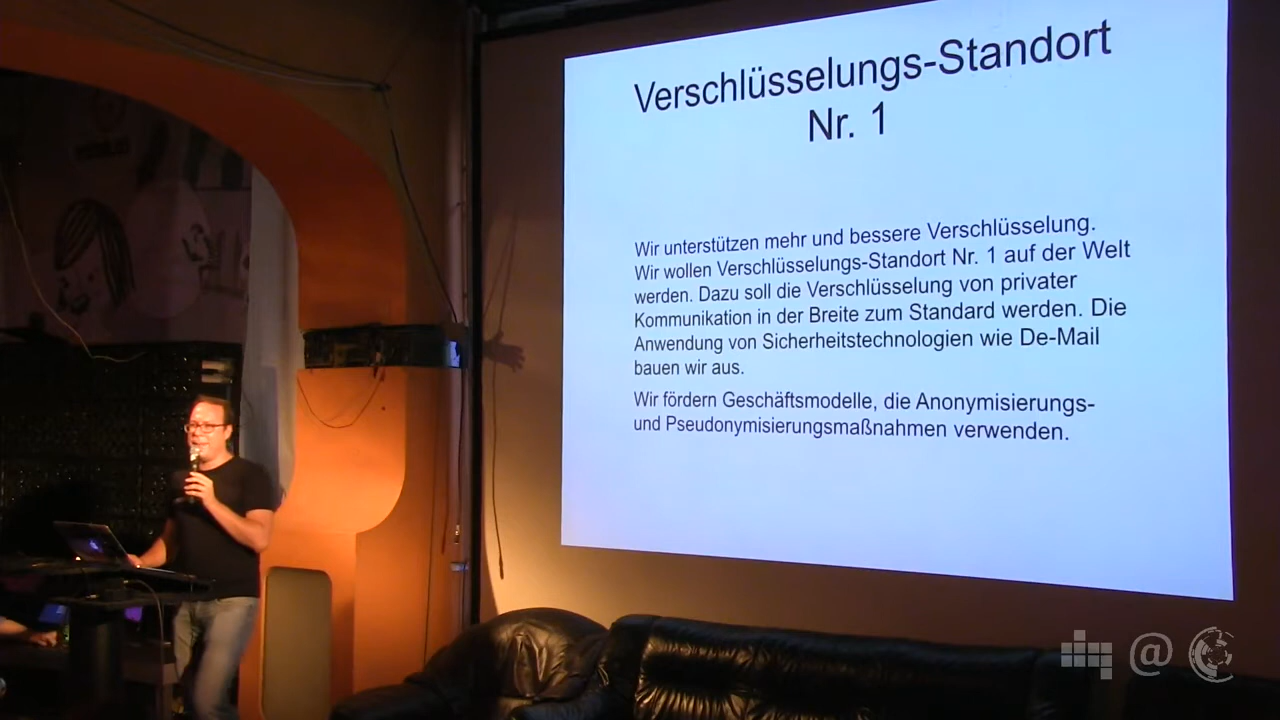 Verschlüsselungs-Standort
Nr. 1
Wir unterstützen mehr und bessere Verschlüsselung.
Wir wollen Verschlüsselungs-Standort Nr. 1 auf der Welt
werden. Dazu soll die Verschlüsselung von privater
Kommunikation in der Breite zum Standard werden. Die
Anwendung von Sicherheitstechnologien wie De-Mail
bauen wir aus.
Wir fördern Geschäftsmodelle, die Anonymisierungs-
und Pseudonymisierungsmaßnahmen verwenden.
@